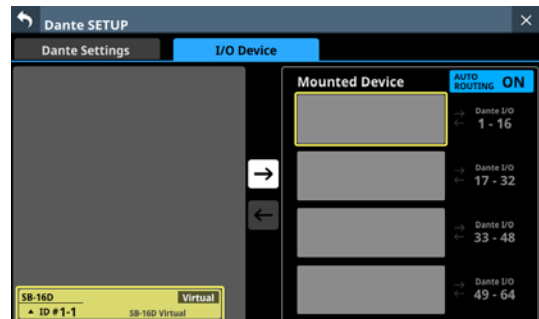 Dante SETUP
Dante Settings
I/O Device
Mounted Device
AUTO ROUTING ON
Dante I/O
1 - 16
Dante I/O
17 - 32
Dante I/O
33 - 48
Dante I/O
49 - 64
SB-16D Virtual
ID #1-1 SB-16D Virtual